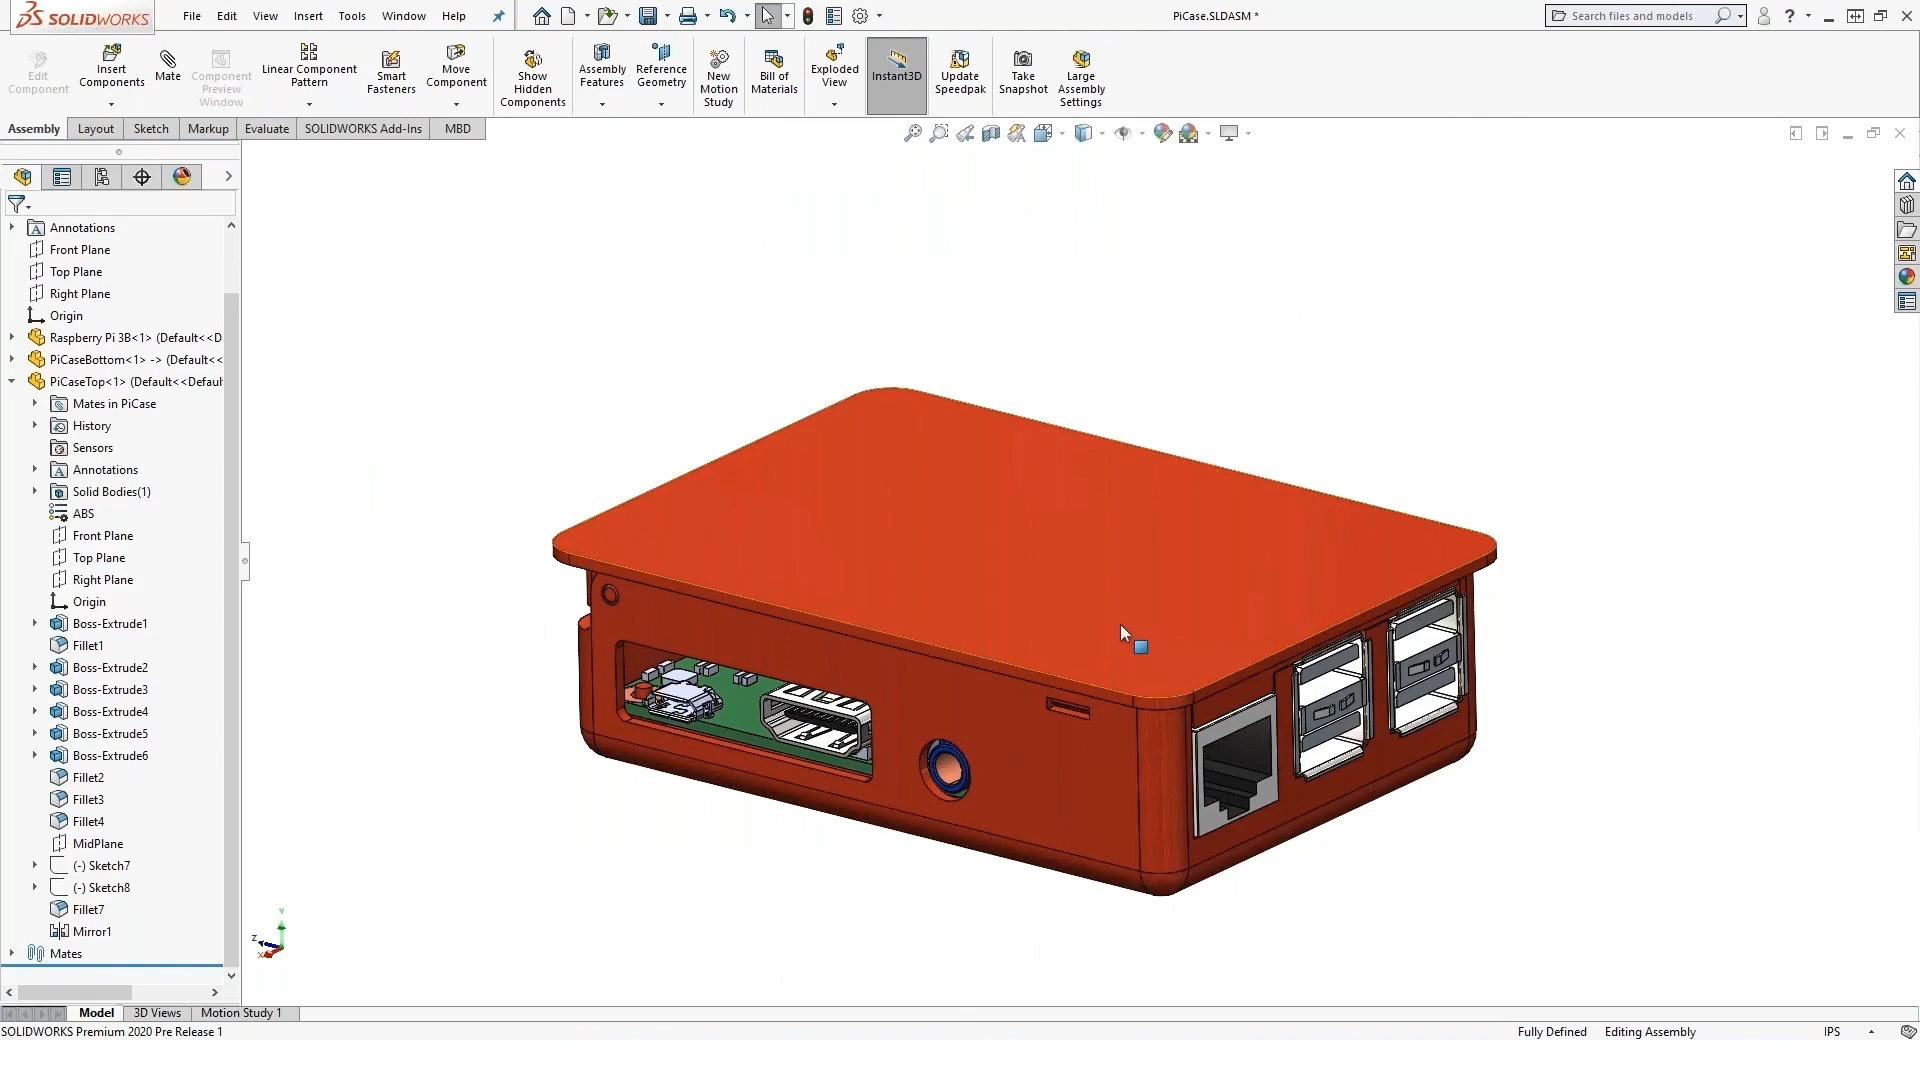 SOLIDWORKS
File Edit View Insert Tools Window Help
PiCase.SLDASM *
Search files and models
Edit Component
Insert Components
Mate
Component Preview Window
Linear Component Pattern
Smart Fasteners
Move Component
Show Hidden Components
Assembly Features
Reference Geometry
New Motion Study
Bill of Materials
Exploded View
Instant3D
Update Speedpak
Take Snapshot
Large Assembly Settings
Assembly Layout Sketch Markup Evaluate SOLIDWORKS Add-Ins MBD
Annotations
Front Plane
Top Plane
Right Plane
Origin
Raspberry Pi 3B<1> (Default<<D
PiCaseBottom<1> -> (Default<<
PiCaseTop<1> (Default<<Defaul
Mates in PiCase
History
Sensors
Annotations
Solid Bodies(1)
ABS
Front Plane
Top Plane
Right Plane
Origin
Boss-Extrude1
Fillet1
Boss-Extrude2
Boss-Extrude3
Boss-Extrude4
Boss-Extrude5
Boss-Extrude6
Fillet2
Fillet3
Fillet4
MidPlane
(-) Sketch7
(-) Sketch8
Fillet7
Mirror1
Mates
Y
Z
X
Model 3D Views Motion Study 1
SOLIDWORKS Premium 2020 Pre Release 1
Fully Defined Editing Assembly IPS